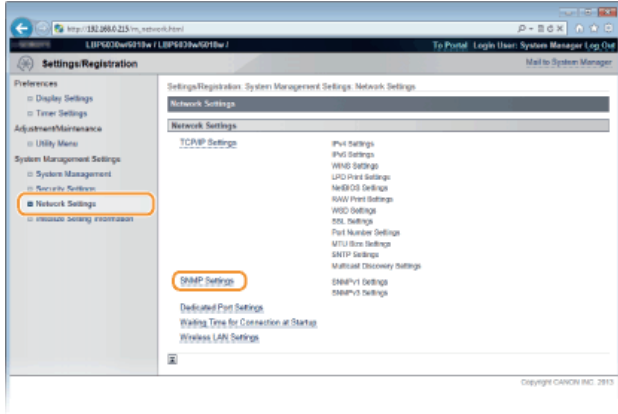 http://192.168.0.215/m_network.html
LBP6030w/6018w / LBP6030w/6018w /
To Portal Login User: System Manager Log Out
Settings/Registration
Mail to System Manager
Preferences
Display Settings
Timer Settings
Adjustment/Maintenance
Utility Menu
System Management Settings
System Management
Security Settings
Network Settings
Initialize Setting Information
Settings/Registration: System Management Settings: Network Settings
Network Settings
Network Settings
TCP/IP Settings
IPv4 Settings
IPv6 Settings
WINS Settings
LPD Print Settings
NetBIOS Settings
RAW Print Settings
WSD Settings
SSL Settings
Port Number Settings
MTU Size Settings
SNTP Settings
Multicast Discovery Settings
SNMP Settings
SNMPv1 Settings
SNMPv3 Settings
Dedicated Port Settings
Waiting Time for Connection at Startup
Wireless LAN Settings
Copyright CANON INC. 2013